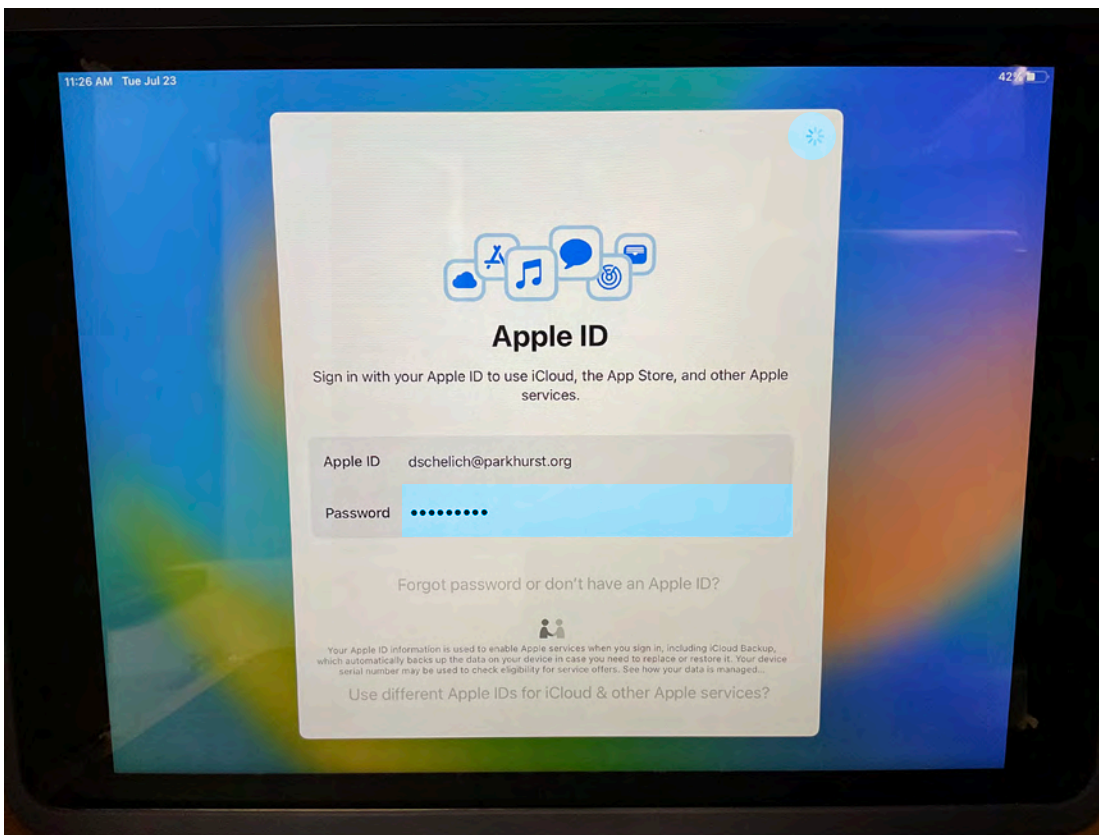 11:26 AM Tue Jul 23
42%
Apple ID
Sign in with your Apple ID to use iCloud, the App Store, and other Apple
services.
Apple ID dschelich@parkhurst.org
Password •••••••••
Forgot password or don't have an Apple ID?
Your Apple ID information is used to enable Apple services when you sign in, including iCloud Backup,
which automatically backs up the data on your device in case you need to replace or restore it. Your device
serial number may be used to check eligibility for service offers. See how your data is managed...
Use different Apple IDs for iCloud & other Apple services?